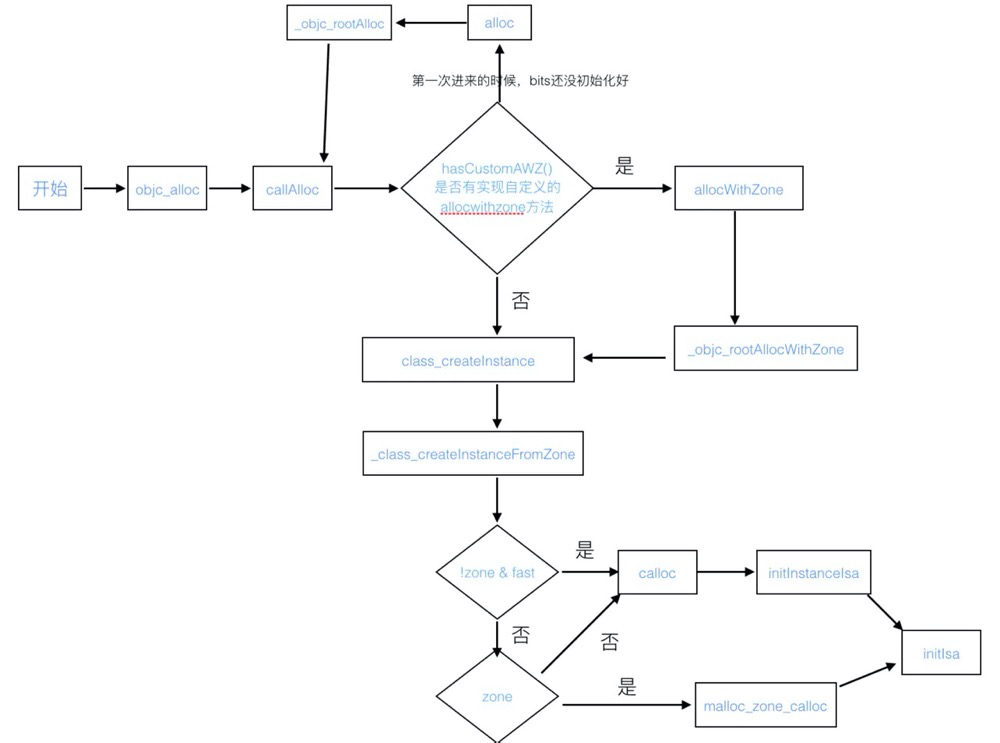 _objc_rootAlloc
alloc
第一次进来的时候，bits还没初始化好
开始
objc_alloc
callAlloc
hasCustomAWZ()
是否有实现自定义的
allocwithzone方法
是
allocWithZone
否
class_createInstance
_objc_rootAllocWithZone
_class_createInstanceFromZone
!zone & fast
是
calloc
initInstanceIsa
否
否
initIsa
zone
是
malloc_zone_calloc